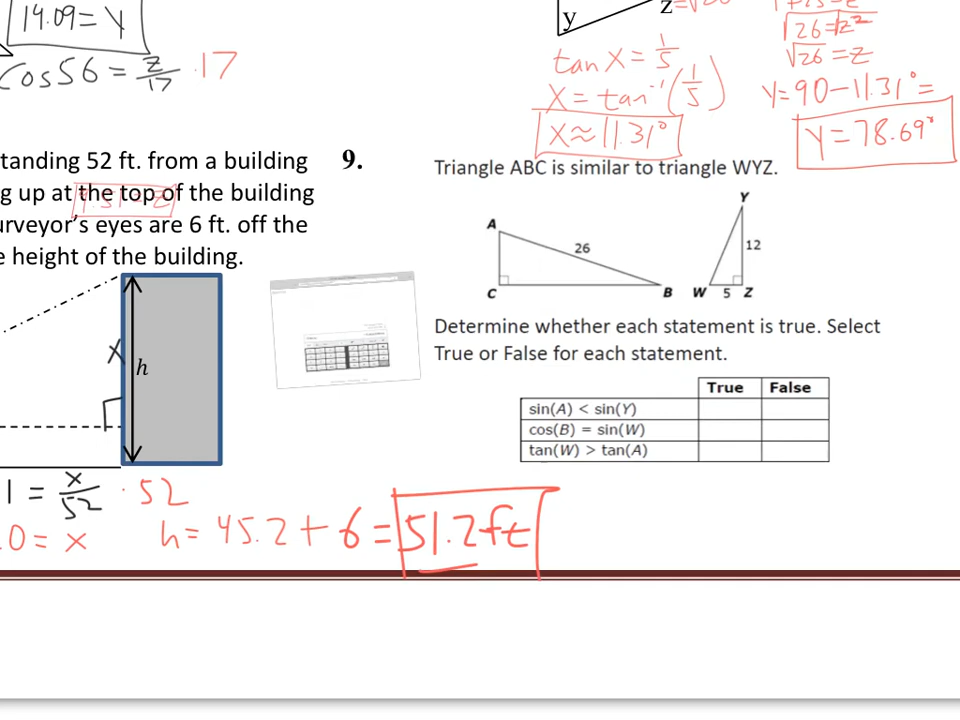 14.09 = Y
Cos56 = z/17 · 17
y
z=√26
√26 = √z²
√26 = z
tan X = 1/5
X = tan⁻¹(1/5)
X ≈ 11.31°
Y = 90 − 11.31° =
Y = 78.69°
tanding 52 ft. from a building
g up at the top of the building
urveyor's eyes are 6 ft. off the
e height of the building.
X
h
1 = x/52 · 52
.0 = x
h = 45.2 + 6 = 51.2 ft
9.
Triangle ABC is similar to triangle WYZ.
A
26
C
B
Y
12
W
5
Z
Determine whether each statement is true. Select
True or False for each statement.
True False
sin(A) < sin(Y)
cos(B) = sin(W)
tan(W) > tan(A)